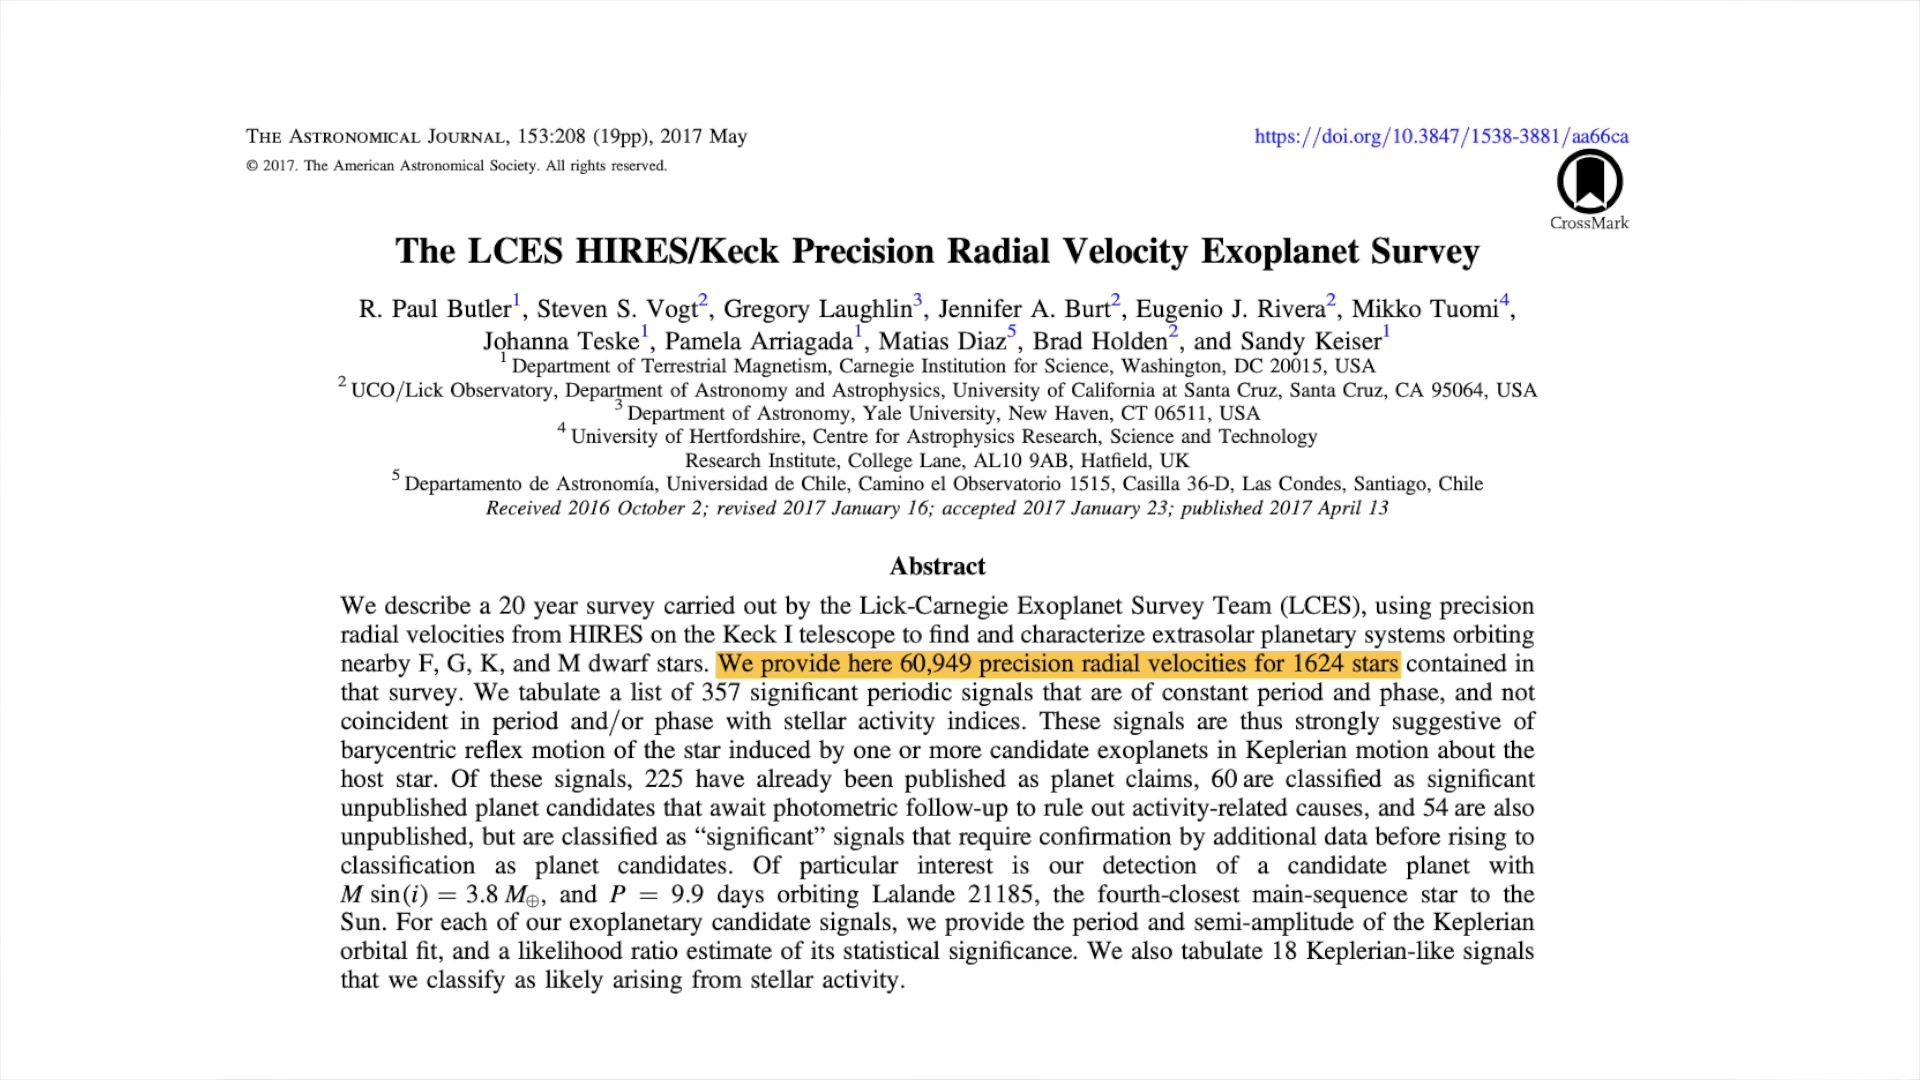 THE ASTRONOMICAL JOURNAL, 153:208 (19pp), 2017 May
https://doi.org/10.3847/1538-3881/aa66ca
© 2017. The American Astronomical Society. All rights reserved.
CrossMark
The LCES HIRES/Keck Precision Radial Velocity Exoplanet Survey
R. Paul Butler1, Steven S. Vogt2, Gregory Laughlin3, Jennifer A. Burt2, Eugenio J. Rivera2, Mikko Tuomi4,
Johanna Teske1, Pamela Arriagada1, Matias Diaz5, Brad Holden2, and Sandy Keiser1
1 Department of Terrestrial Magnetism, Carnegie Institution for Science, Washington, DC 20015, USA
2 UCO/Lick Observatory, Department of Astronomy and Astrophysics, University of California at Santa Cruz, Santa Cruz, CA 95064, USA
3 Department of Astronomy, Yale University, New Haven, CT 06511, USA
4 University of Hertfordshire, Centre for Astrophysics Research, Science and Technology
Research Institute, College Lane, AL10 9AB, Hatfield, UK
5 Departamento de Astronomía, Universidad de Chile, Camino el Observatorio 1515, Casilla 36-D, Las Condes, Santiago, Chile
Received 2016 October 2; revised 2017 January 16; accepted 2017 January 23; published 2017 April 13
Abstract
We describe a 20 year survey carried out by the Lick-Carnegie Exoplanet Survey Team (LCES), using precision
radial velocities from HIRES on the Keck I telescope to find and characterize extrasolar planetary systems orbiting
nearby F, G, K, and M dwarf stars. We provide here 60,949 precision radial velocities for 1624 stars contained in
that survey. We tabulate a list of 357 significant periodic signals that are of constant period and phase, and not
coincident in period and/or phase with stellar activity indices. These signals are thus strongly suggestive of
barycentric reflex motion of the star induced by one or more candidate exoplanets in Keplerian motion about the
host star. Of these signals, 225 have already been published as planet claims, 60 are classified as significant
unpublished planet candidates that await photometric follow-up to rule out activity-related causes, and 54 are also
unpublished, but are classified as “significant” signals that require confirmation by additional data before rising to
classification as planet candidates. Of particular interest is our detection of a candidate planet with
M sin(i) = 3.8 M⊕, and P = 9.9 days orbiting Lalande 21185, the fourth-closest main-sequence star to the
Sun. For each of our exoplanetary candidate signals, we provide the period and semi-amplitude of the Keplerian
orbital fit, and a likelihood ratio estimate of its statistical significance. We also tabulate 18 Keplerian-like signals
that we classify as likely arising from stellar activity.